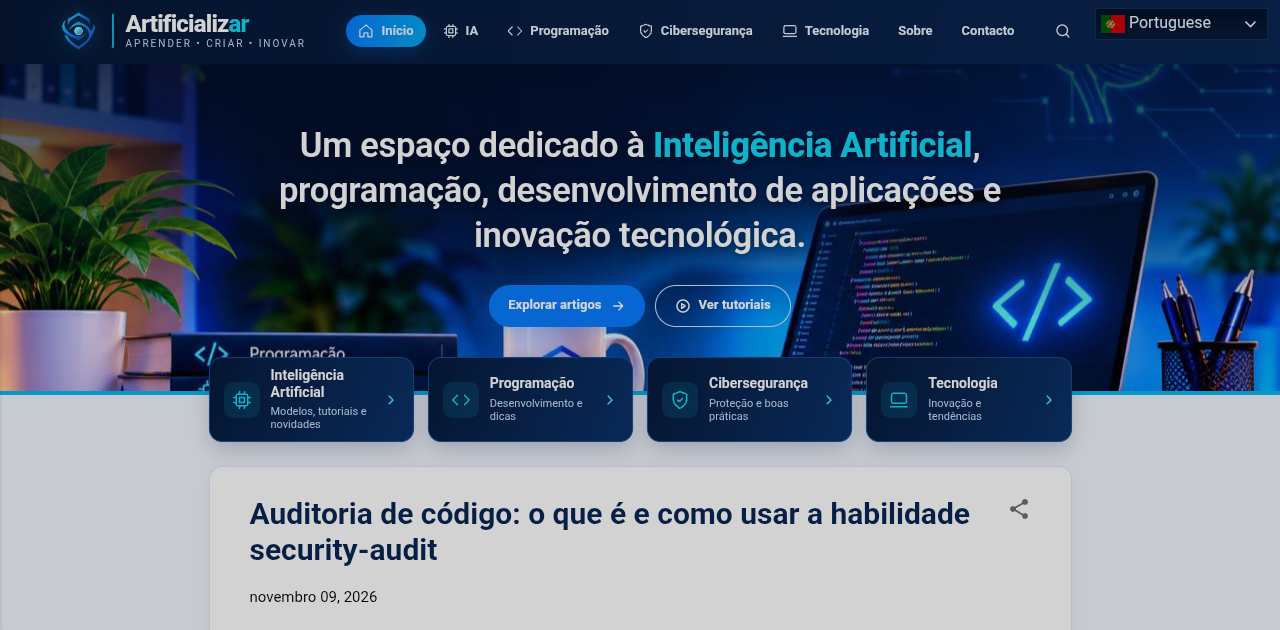 Artificializar
APRENDER • CRIAR • INOVAR
Início
IA
Programação
Cibersegurança
Tecnologia
Sobre
Contacto
Portuguese
Um espaço dedicado à Inteligência Artificial,
programação, desenvolvimento de aplicações e
inovação tecnológica.
Explorar artigos
Ver tutoriais
Programação
Inteligência
Artificial
Modelos, tutoriais e
novidades
Programação
Desenvolvimento e
dicas
Cibersegurança
Proteção e boas
práticas
Tecnologia
Inovação e
tendências
Auditoria de código: o que é e como usar a habilidade
security-audit
novembro 09, 2026